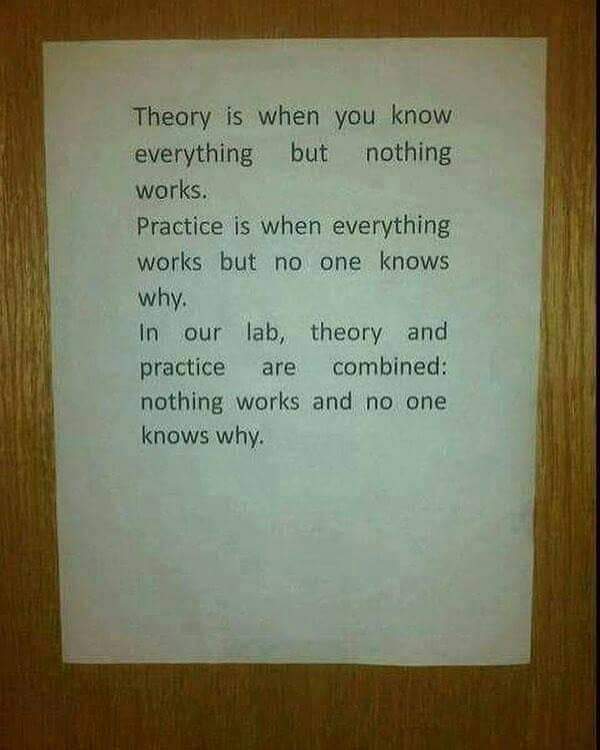 Theory is when you know
everything but nothing
works.
Practice is when everything
works but no one knows
why.
In our lab, theory and
practice are combined:
nothing works and no one
knows why.